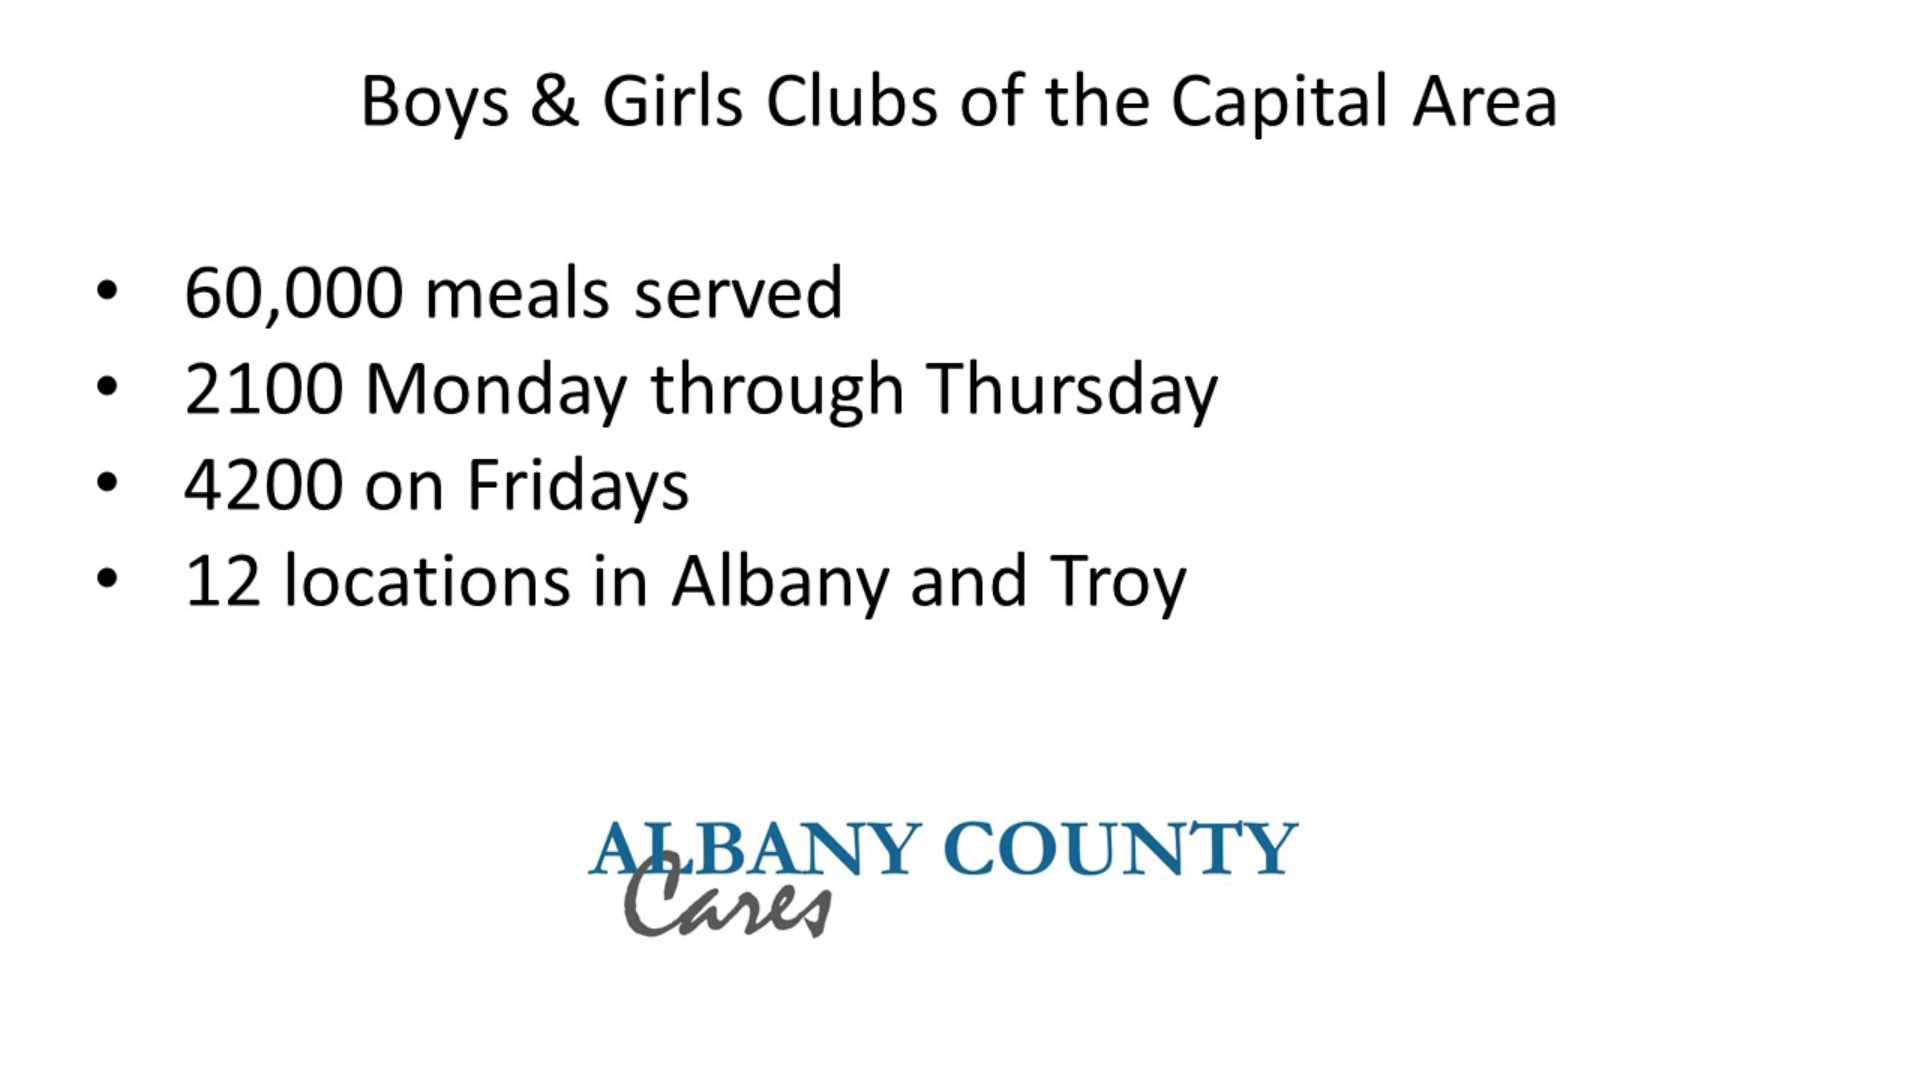 Boys & Girls Clubs of the Capital Area
• 60,000 meals served
• 2100 Monday through Thursday
• 4200 on Fridays
• 12 locations in Albany and Troy
ALBANY COUNTY
Cares